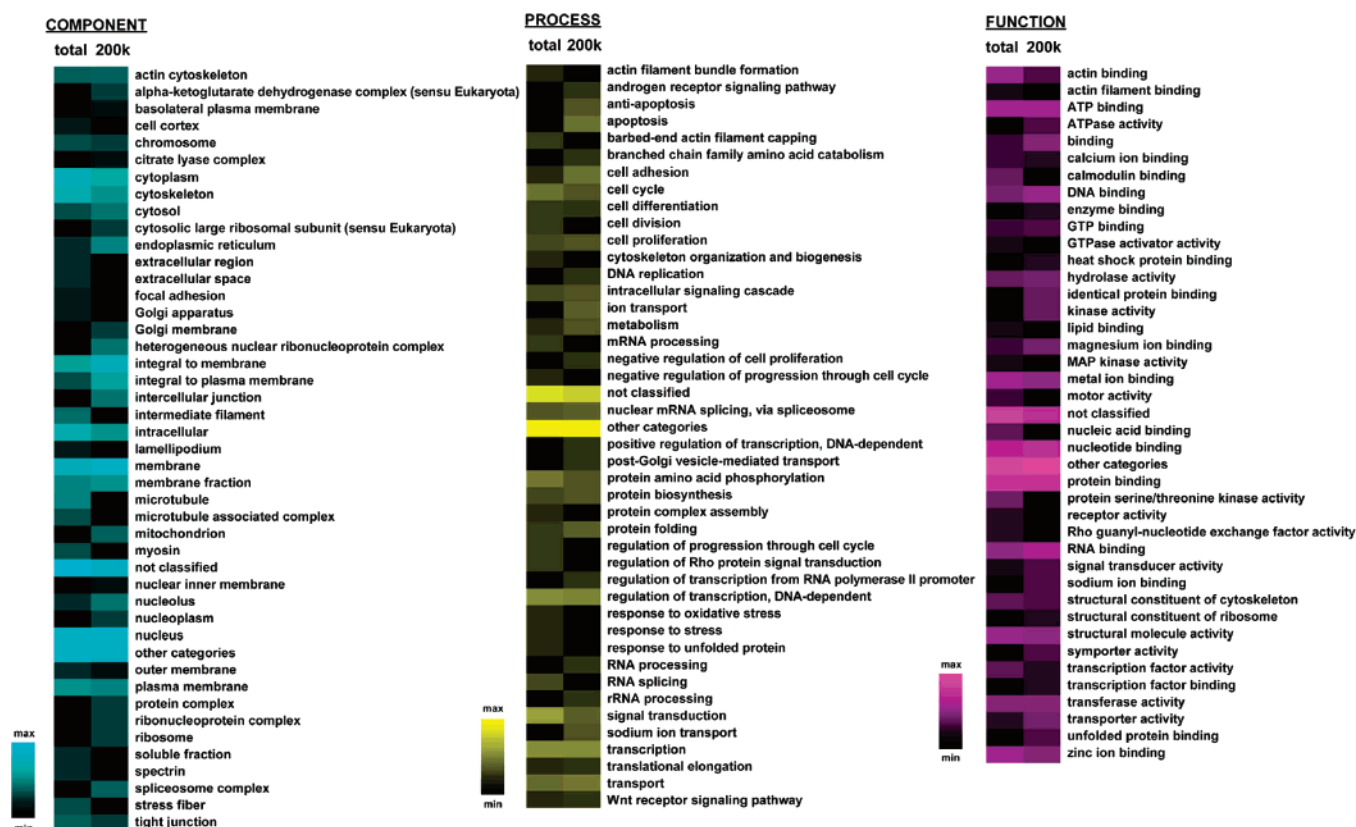 COMPONENT
total 200k
actin cytoskeleton
alpha-ketoglutarate dehydrogenase complex (sensu Eukaryota)
basolateral plasma membrane
cell cortex
chromosome
citrate lyase complex
cytoplasm
cytoskeleton
cytosol
cytosolic large ribosomal subunit (sensu Eukaryota)
endoplasmic reticulum
extracellular region
extracellular space
focal adhesion
Golgi apparatus
Golgi membrane
heterogeneous nuclear ribonucleoprotein complex
integral to membrane
integral to plasma membrane
intercellular junction
intermediate filament
intracellular
lamellipodium
membrane
membrane fraction
microtubule
microtubule associated complex
mitochondrion
myosin
not classified
nuclear inner membrane
nucleolus
nucleoplasm
nucleus
other categories
outer membrane
plasma membrane
protein complex
ribonucleoprotein complex
ribosome
soluble fraction
spectrin
spliceosome complex
stress fiber
tight junction
max
min
PROCESS
total 200k
actin filament bundle formation
androgen receptor signaling pathway
anti-apoptosis
apoptosis
barbed-end actin filament capping
branched chain family amino acid catabolism
cell adhesion
cell cycle
cell differentiation
cell division
cell proliferation
cytoskeleton organization and biogenesis
DNA replication
intracellular signaling cascade
ion transport
metabolism
mRNA processing
negative regulation of cell proliferation
negative regulation of progression through cell cycle
not classified
nuclear mRNA splicing, via spliceosome
other categories
positive regulation of transcription, DNA-dependent
post-Golgi vesicle-mediated transport
protein amino acid phosphorylation
protein biosynthesis
protein complex assembly
protein folding
regulation of progression through cell cycle
regulation of Rho protein signal transduction
regulation of transcription from RNA polymerase II promoter
regulation of transcription, DNA-dependent
response to oxidative stress
response to stress
response to unfolded protein
RNA processing
RNA splicing
rRNA processing
signal transduction
sodium ion transport
transcription
translational elongation
transport
Wnt receptor signaling pathway
max
min
FUNCTION
total 200k
actin binding
actin filament binding
ATP binding
ATPase activity
binding
calcium ion binding
calmodulin binding
DNA binding
enzyme binding
GTP binding
GTPase activator activity
heat shock protein binding
hydrolase activity
identical protein binding
kinase activity
lipid binding
magnesium ion binding
MAP kinase activity
metal ion binding
motor activity
not classified
nucleic acid binding
nucleotide binding
other categories
protein binding
protein serine/threonine kinase activity
receptor activity
Rho guanyl-nucleotide exchange factor activity
RNA binding
signal transducer activity
sodium ion binding
structural constituent of cytoskeleton
structural constituent of ribosome
structural molecule activity
symporter activity
transcription factor activity
transcription factor binding
transferase activity
transporter activity
unfolded protein binding
zinc ion binding
max
min